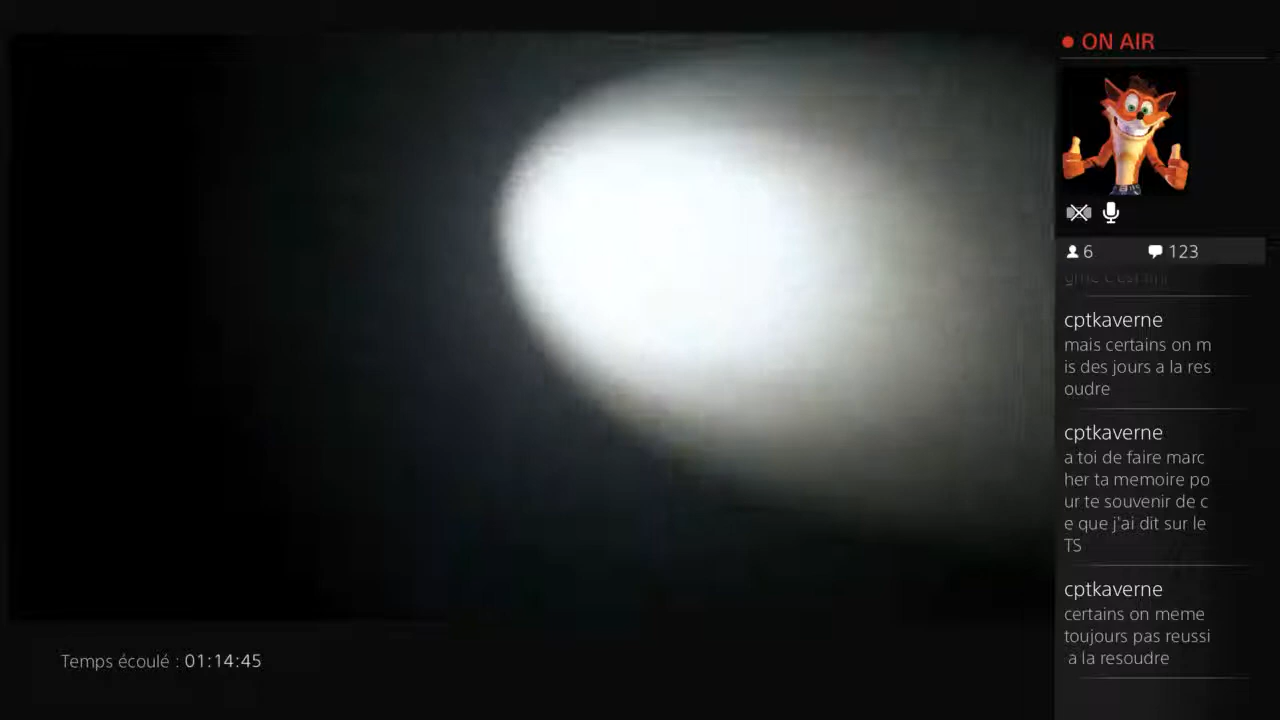 ON AIR
6 123
cptkaverne
mais certains on m
is des jours a la res
oudre
cptkaverne
a toi de faire marc
her ta memoire po
ur te souvenir de c
e que j'ai dit sur le
TS
cptkaverne
certains on meme
toujours pas reussi
a la resoudre
Temps écoulé : 01:14:45